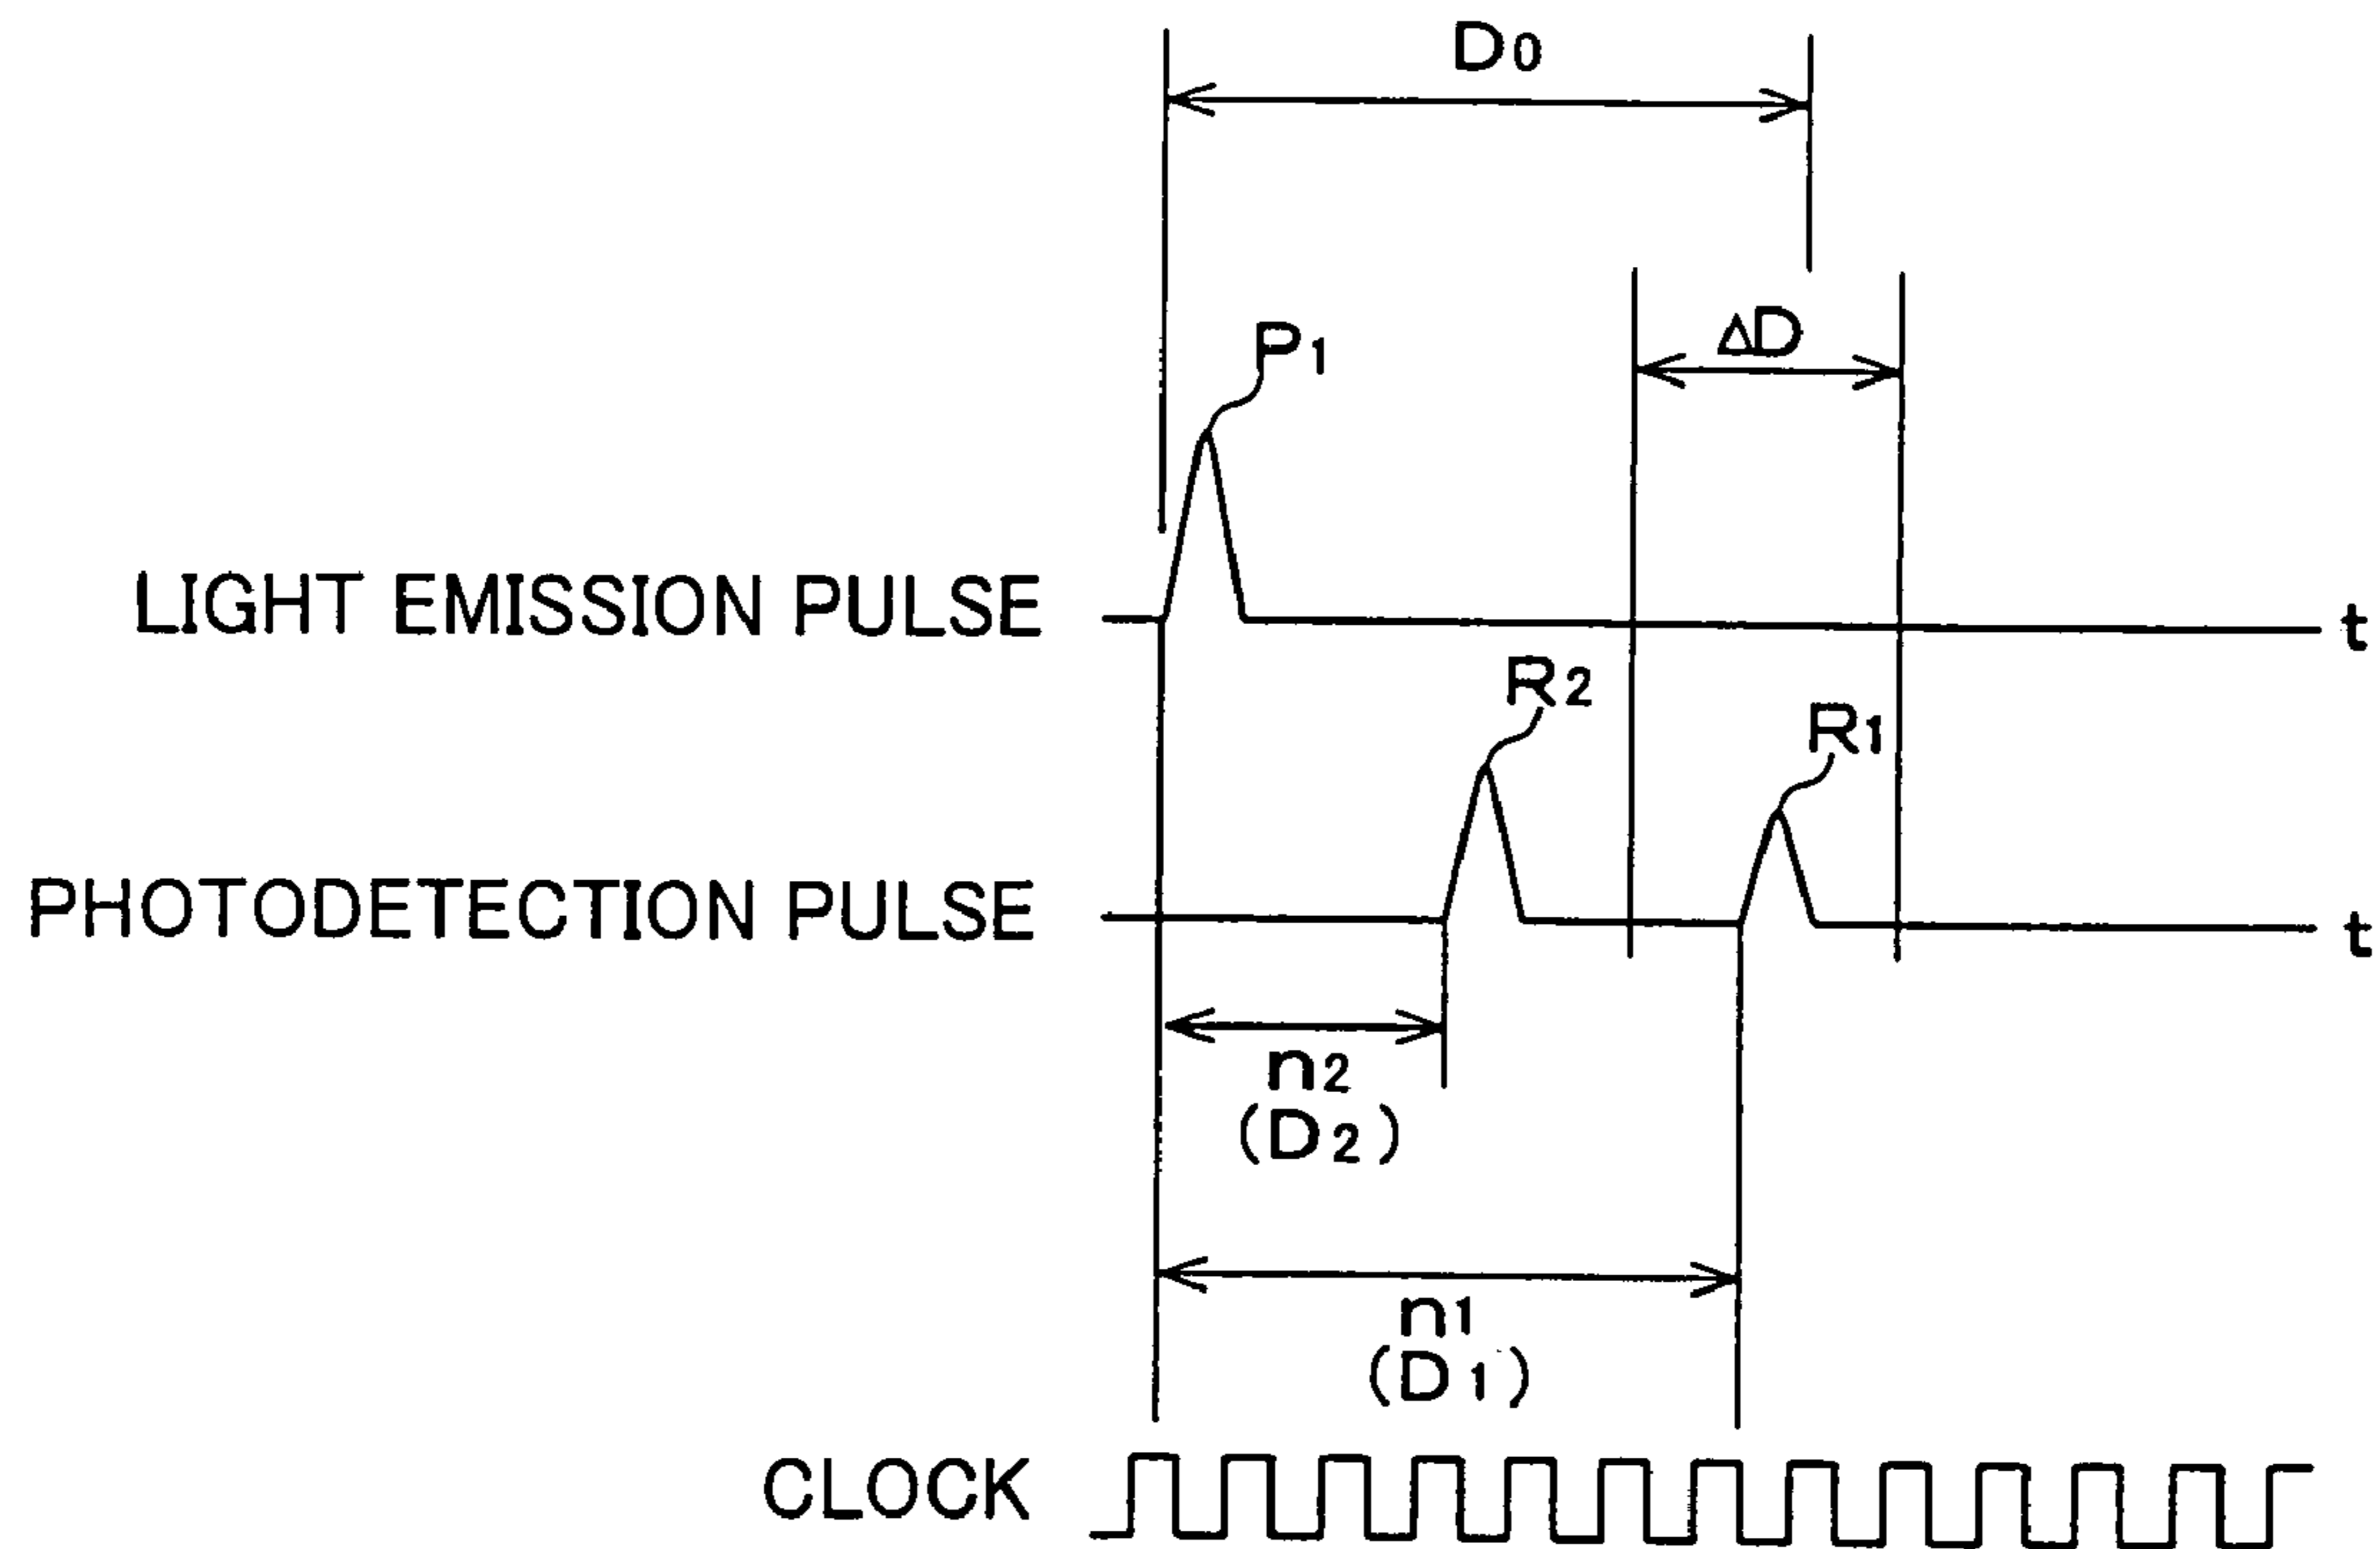 D0
ΔD
P1
LIGHT EMISSION PULSE
t
R2
R1
PHOTODETECTION PULSE
t
n2
(D2)
n1
(D1)
CLOCK